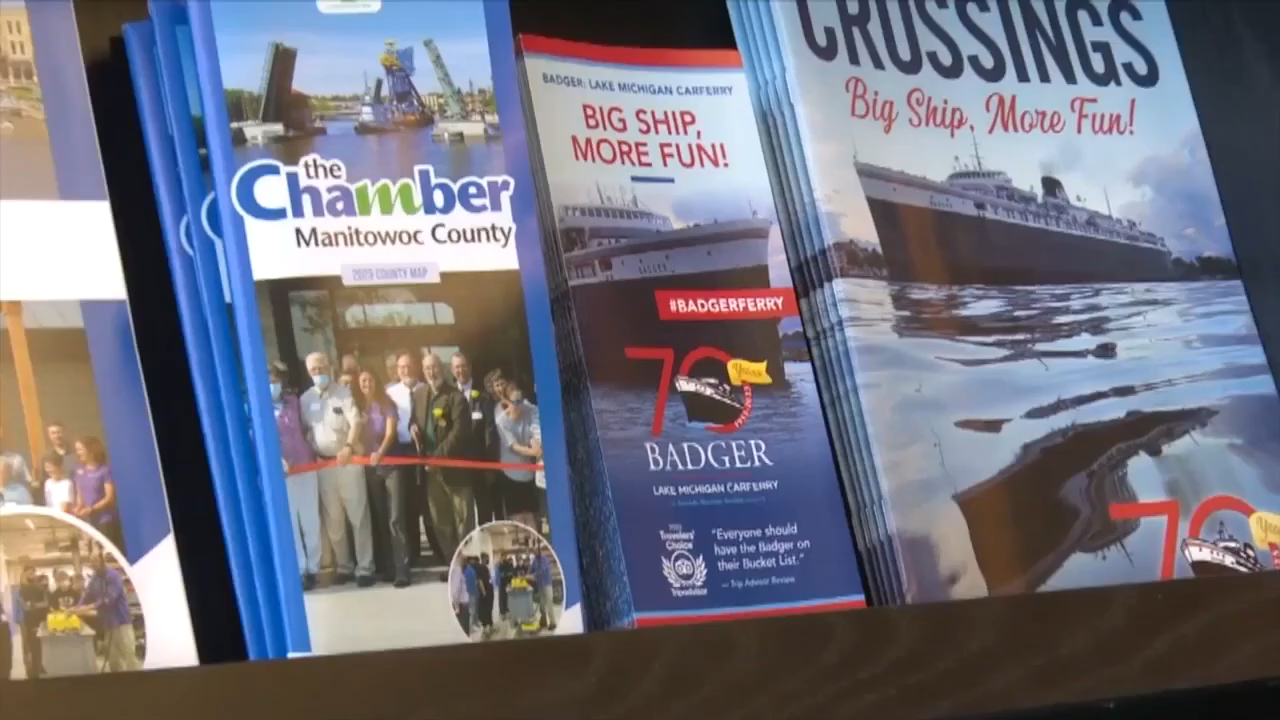 the
Chamber
Manitowoc County
2023 COUNTY MAP
BADGER: LAKE MICHIGAN CARFERRY
BIG SHIP,
MORE FUN!
BADGER
#BADGERFERRY
70
Years
BADGER
LAKE MICHIGAN CARFERRY
Travelers'
Choice
Tripadvisor
"Everyone should
have the Badger on
their Bucket List."
— Trip Advisor Review
CROSSINGS
Big Ship, More Fun!
70